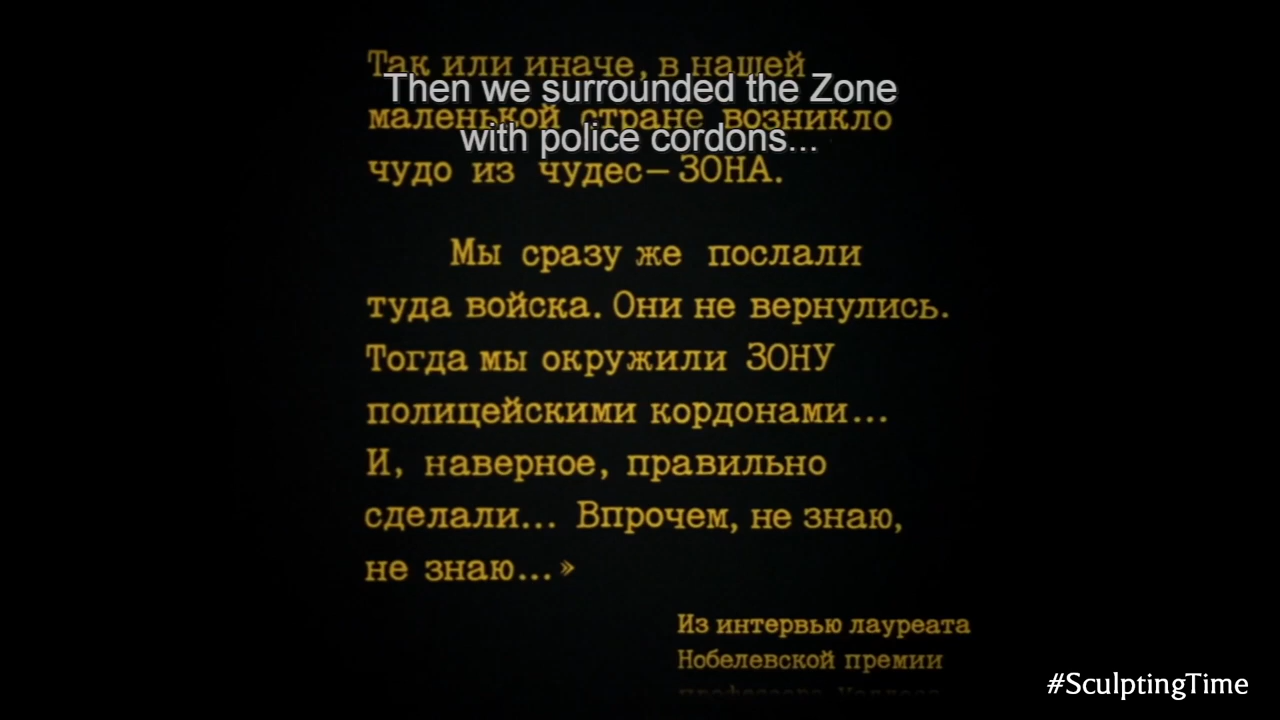 Так или иначе, в нашей
Then we surrounded the Zone
маленькой стране возникло
with police cordons...
чудо из чудес—ЗОНА.
Мы сразу же послали
туда войска. Они не вернулись.
Тогда мы окружили ЗОНУ
полицейскими кордонами...
И, наверное, правильно
сделали... Впрочем, не знаю,
не знаю...»
Из интервью лауреата
Нобелевской премии
#SculptingTime